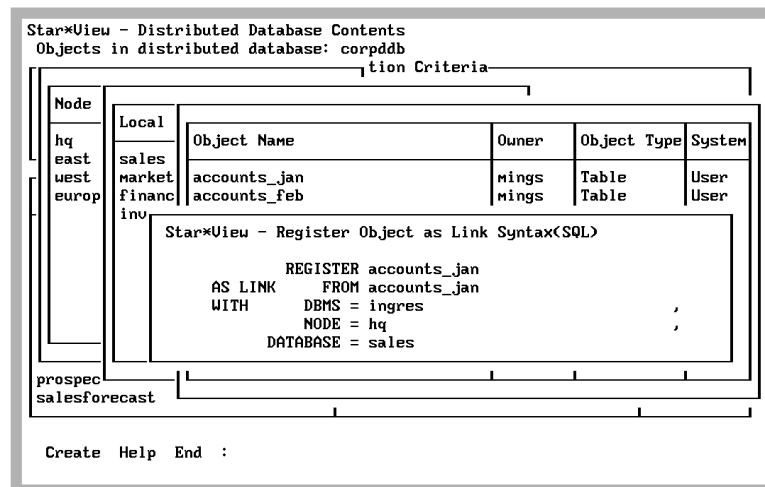 Star*View - Distributed Database Contents
Objects in distributed database: corpddb
tion Criteria
Node
Local
Object Name Owner Object Type System
hq
east sales
west market accounts_jan mings Table User
europ financ accounts_feb mings Table User
inv
Star*View - Register Object as Link Syntax(SQL)
REGISTER accounts_jan
AS LINK FROM accounts_jan
WITH DBMS = ingres ,
NODE = hq ,
DATABASE = sales
prospec
salesforecast
Create Help End :